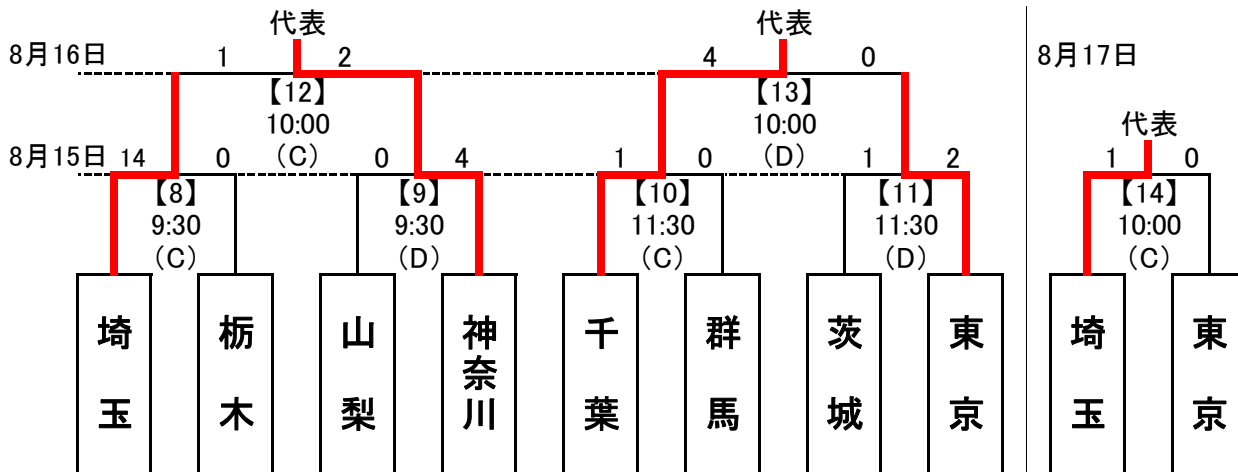 代表 代表
8月16日 1 2 4 0 8月17日
【12】 【13】
10:00 10:00 代表
(C) (D)
8月15日 14 0 0 4 1 0 1 2 1 0
【8】 【9】 【10】 【11】 【14】
9:30 9:30 11:30 11:30 10:00
(C) (D) (C) (D) (C)
埼玉 栃木 山梨 神奈川 千葉 群馬 茨城 東京 埼玉 東京